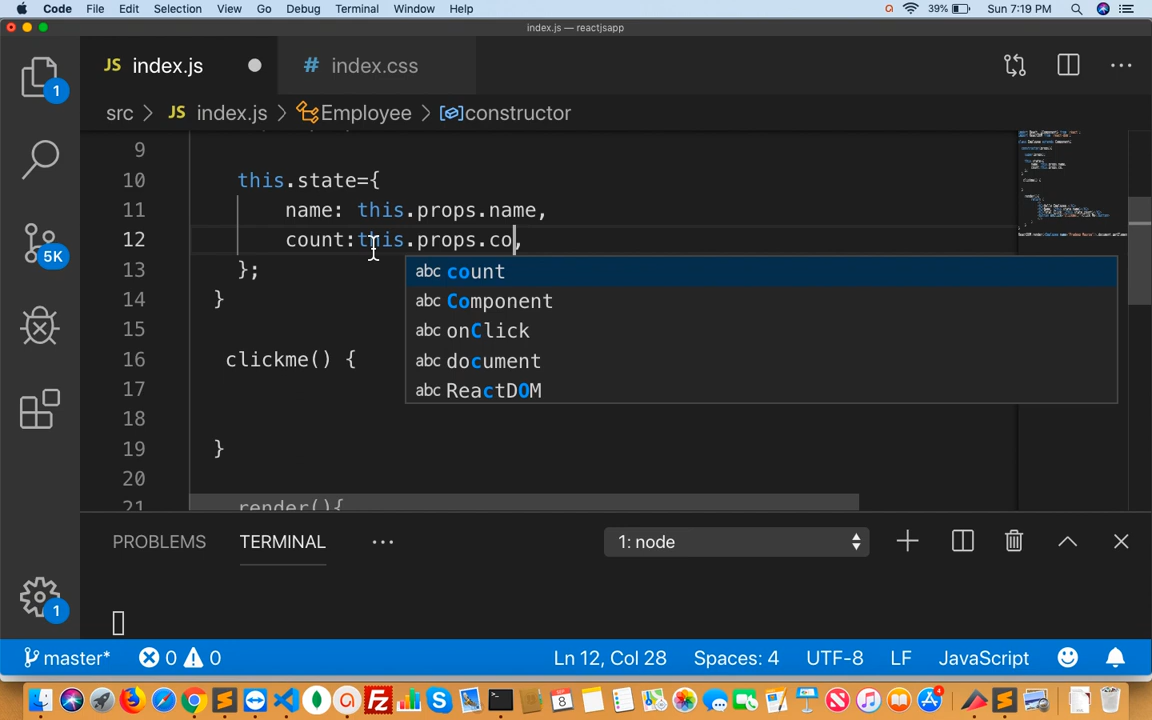 Code File Edit Selection View Go Debug Terminal Window Help 39% Sun 7:19 PM
index.js — reactjsapp
1
JS index.js # index.css
src > JS index.js > Employee > constructor
9
10 this.state={
11 name: this.props.name,
12 count:this.props.co,
13 };
14 }
15
16 clickme() {
17
18
19 }
20
21 render(){
abc count
abc Component
abc onClick
abc document
abc ReactDOM
5K
PROBLEMS TERMINAL ··· 1: node
1
master* 0 0 Ln 12, Col 28 Spaces: 4 UTF-8 LF JavaScript
8
4